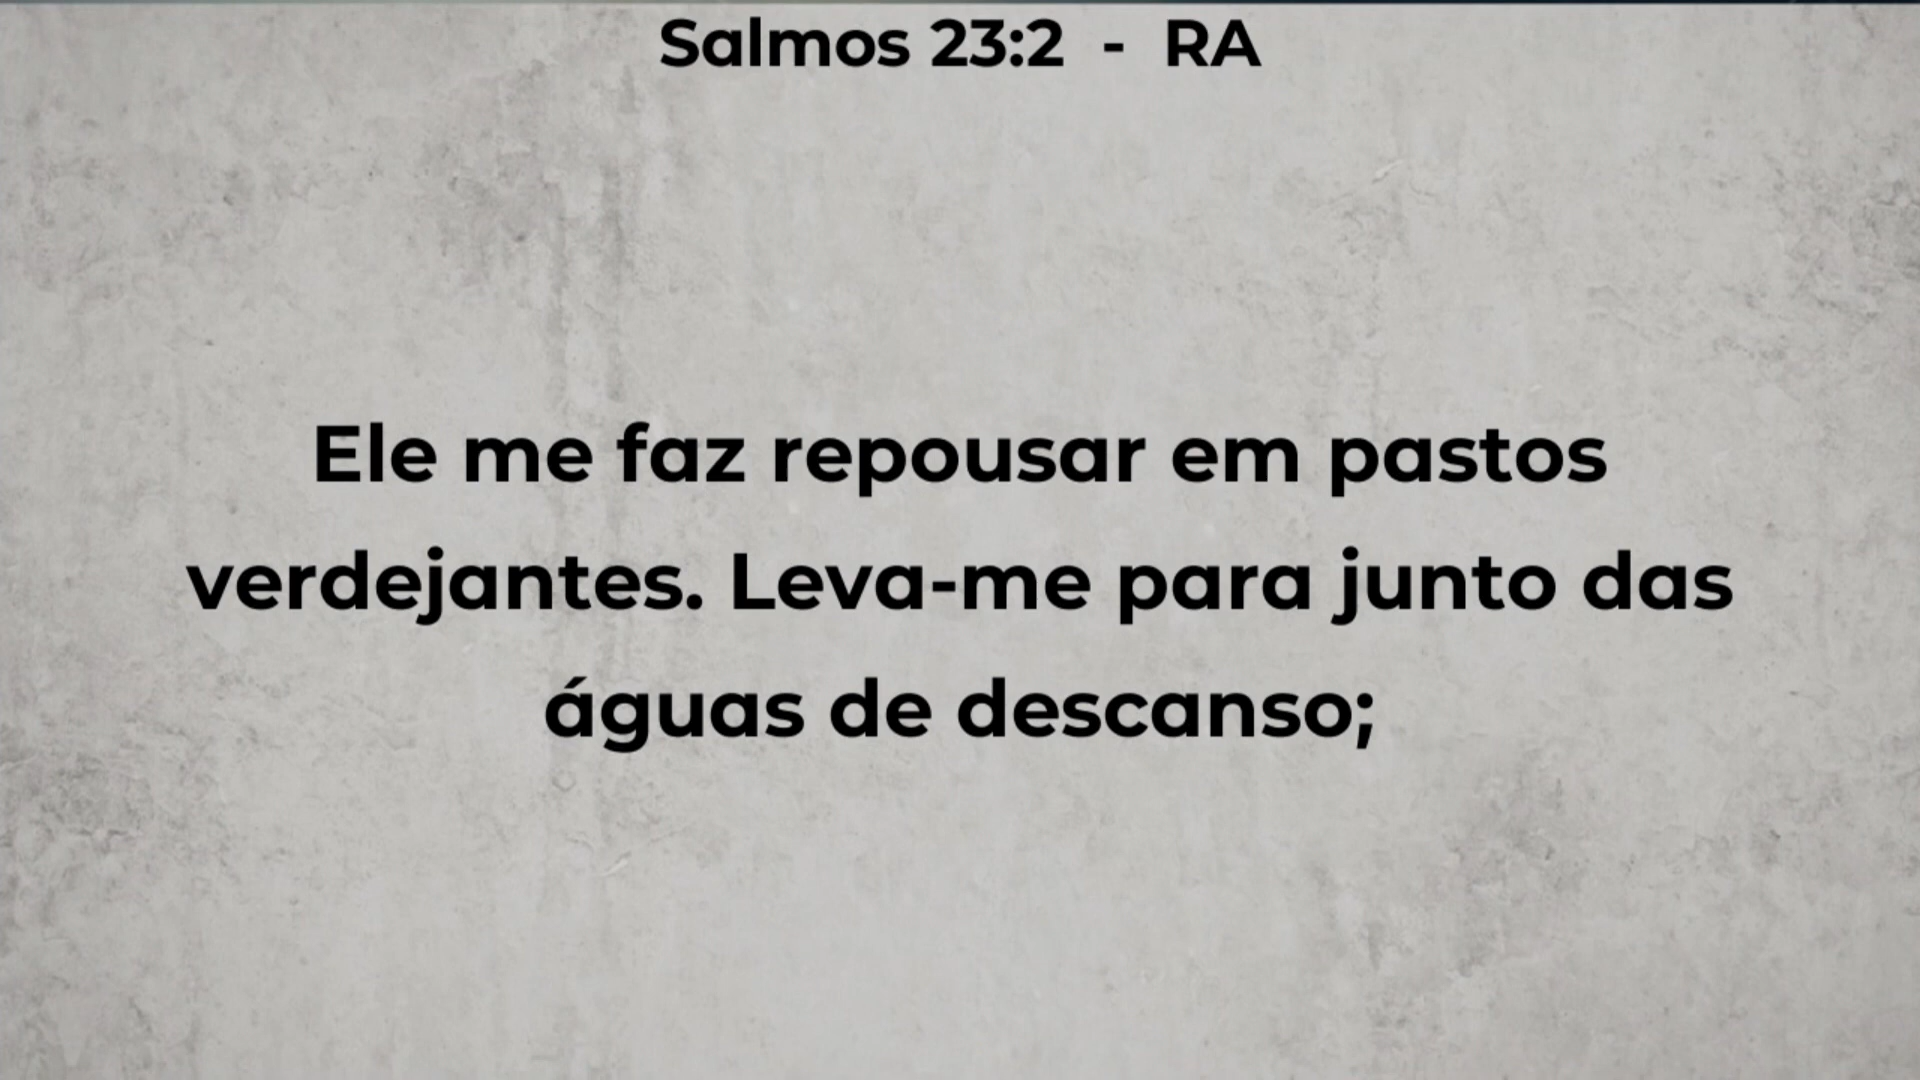 Salmos 23:2 - RA
Ele me faz repousar em pastos
verdejantes. Leva-me para junto das
águas de descanso;